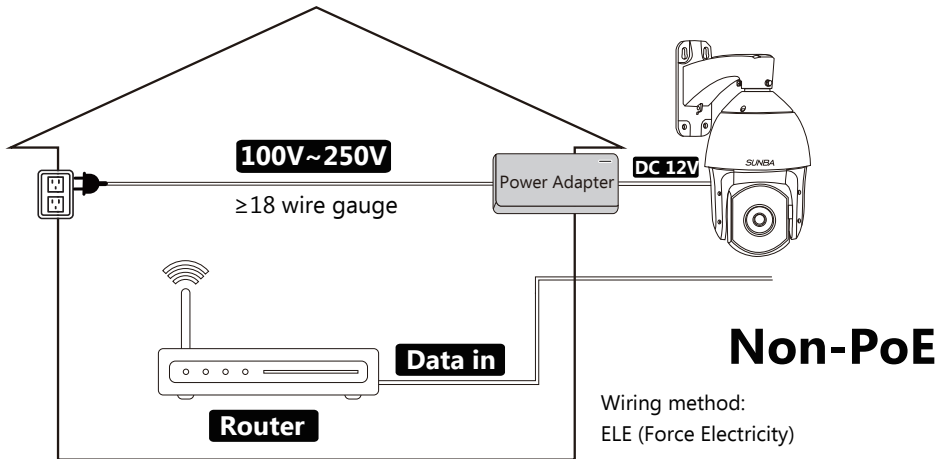 100V~250V
≥18 wire gauge
Power Adapter
DC 12V
SUNBA
Data in
Router
Non-PoE
Wiring method:
ELE (Force Electricity)